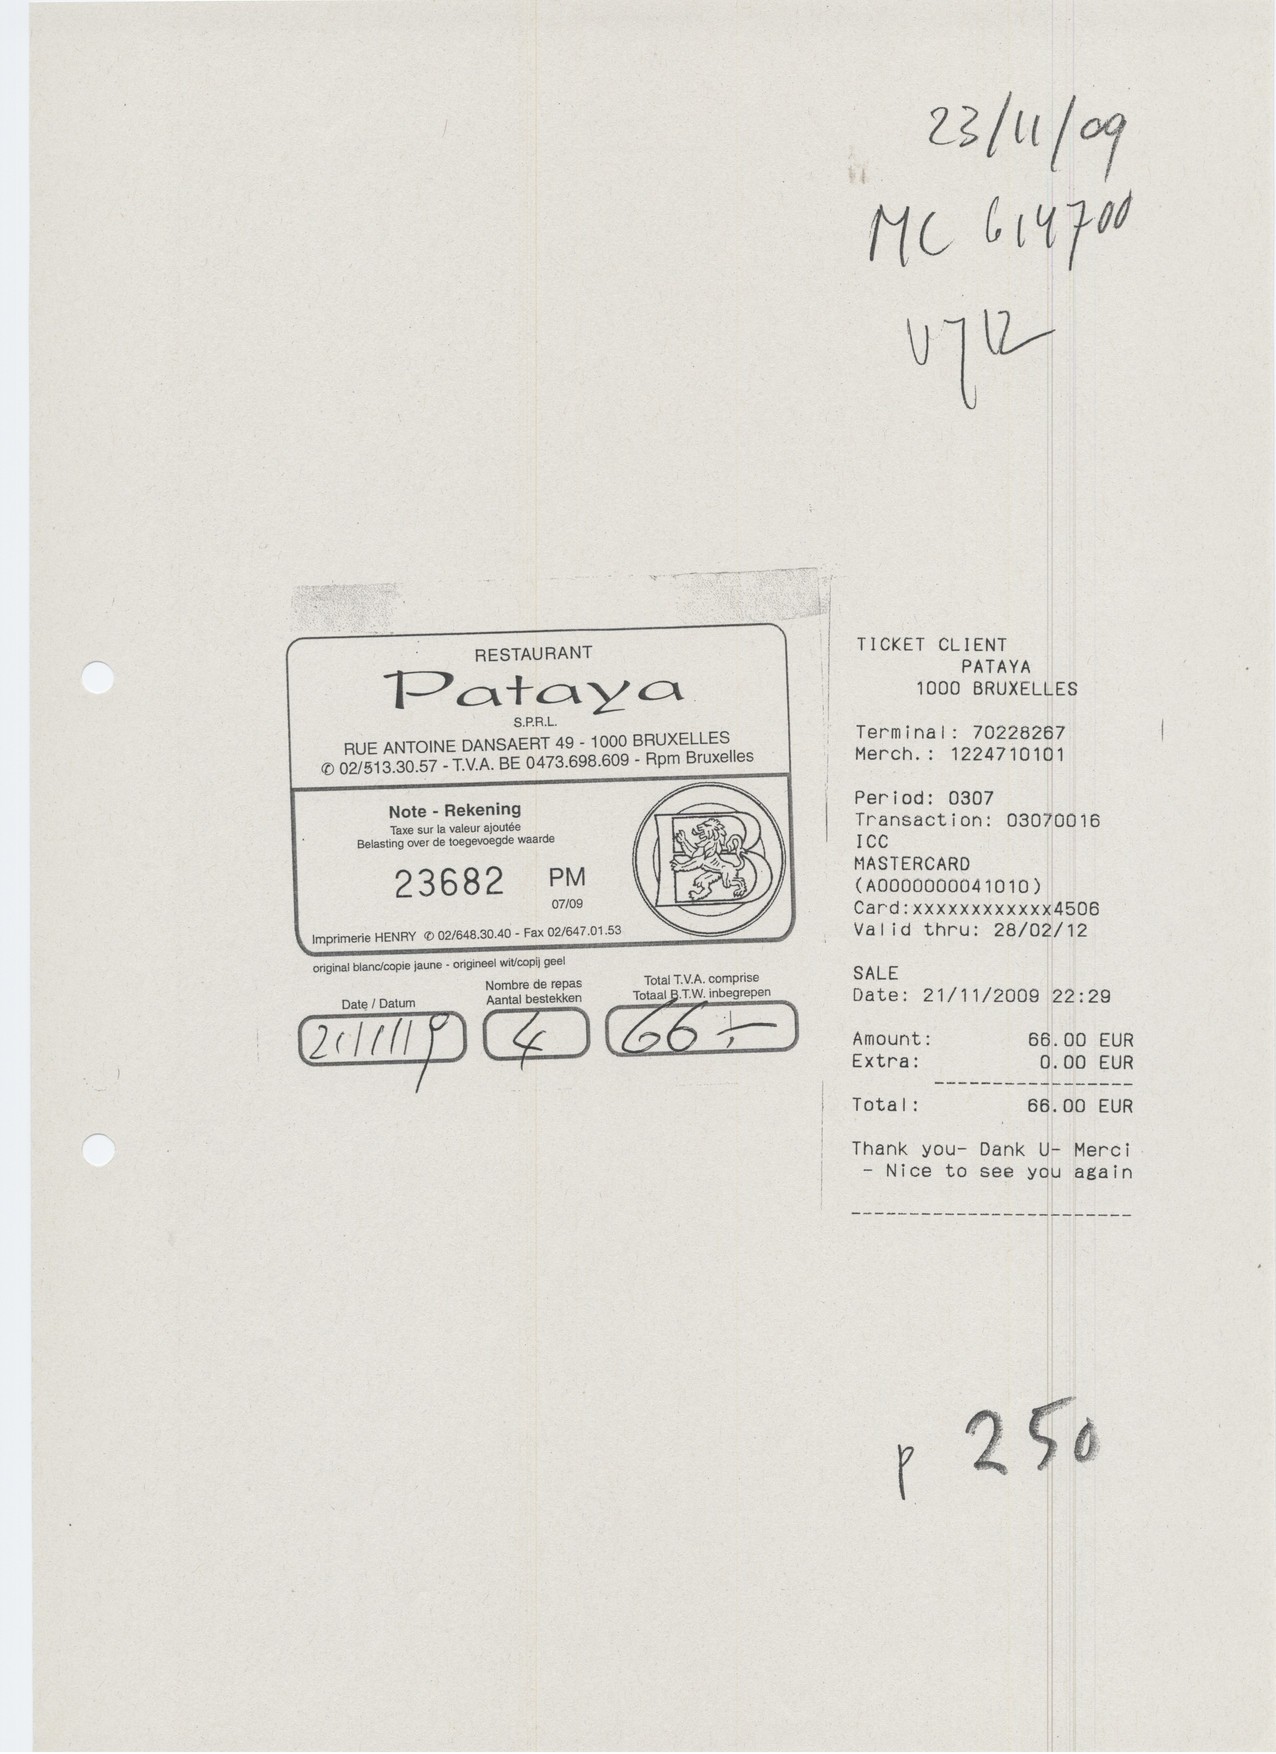 23/11/09
MC 614700
RESTAURANT
Pataya
S.P.R.L.
RUE ANTOINE DANSAERT 49 - 1000 BRUXELLES
✆ 02/513.30.57 - T.V.A. BE 0473.698.609 - Rpm Bruxelles
Note - Rekening
Taxe sur la valeur ajoutée
Belasting over de toegevoegde waarde
23682 PM
07/09
B
Imprimerie HENRY ✆ 02/648.30.40 - Fax 02/647.01.53
original blanc/copie jaune - origineel wit/copij geel
Date / Datum
Nombre de repas
Aantal bestekken
Total T.V.A. comprise
Totaal B.T.W. inbegrepen
4
66,-
TICKET CLIENT
PATAYA
1000 BRUXELLES
Terminal: 70228267
Merch.: 1224710101
Period: 0307
Transaction: 03070016
ICC
MASTERCARD
(A0000000041010)
Card:xxxxxxxxxxxx4506
Valid thru: 28/02/12
SALE
Date: 21/11/2009 22:29
Amount: 66.00 EUR
Extra: 0.00 EUR
Total: 66.00 EUR
Thank you- Dank U- Merci
- Nice to see you again
p 250